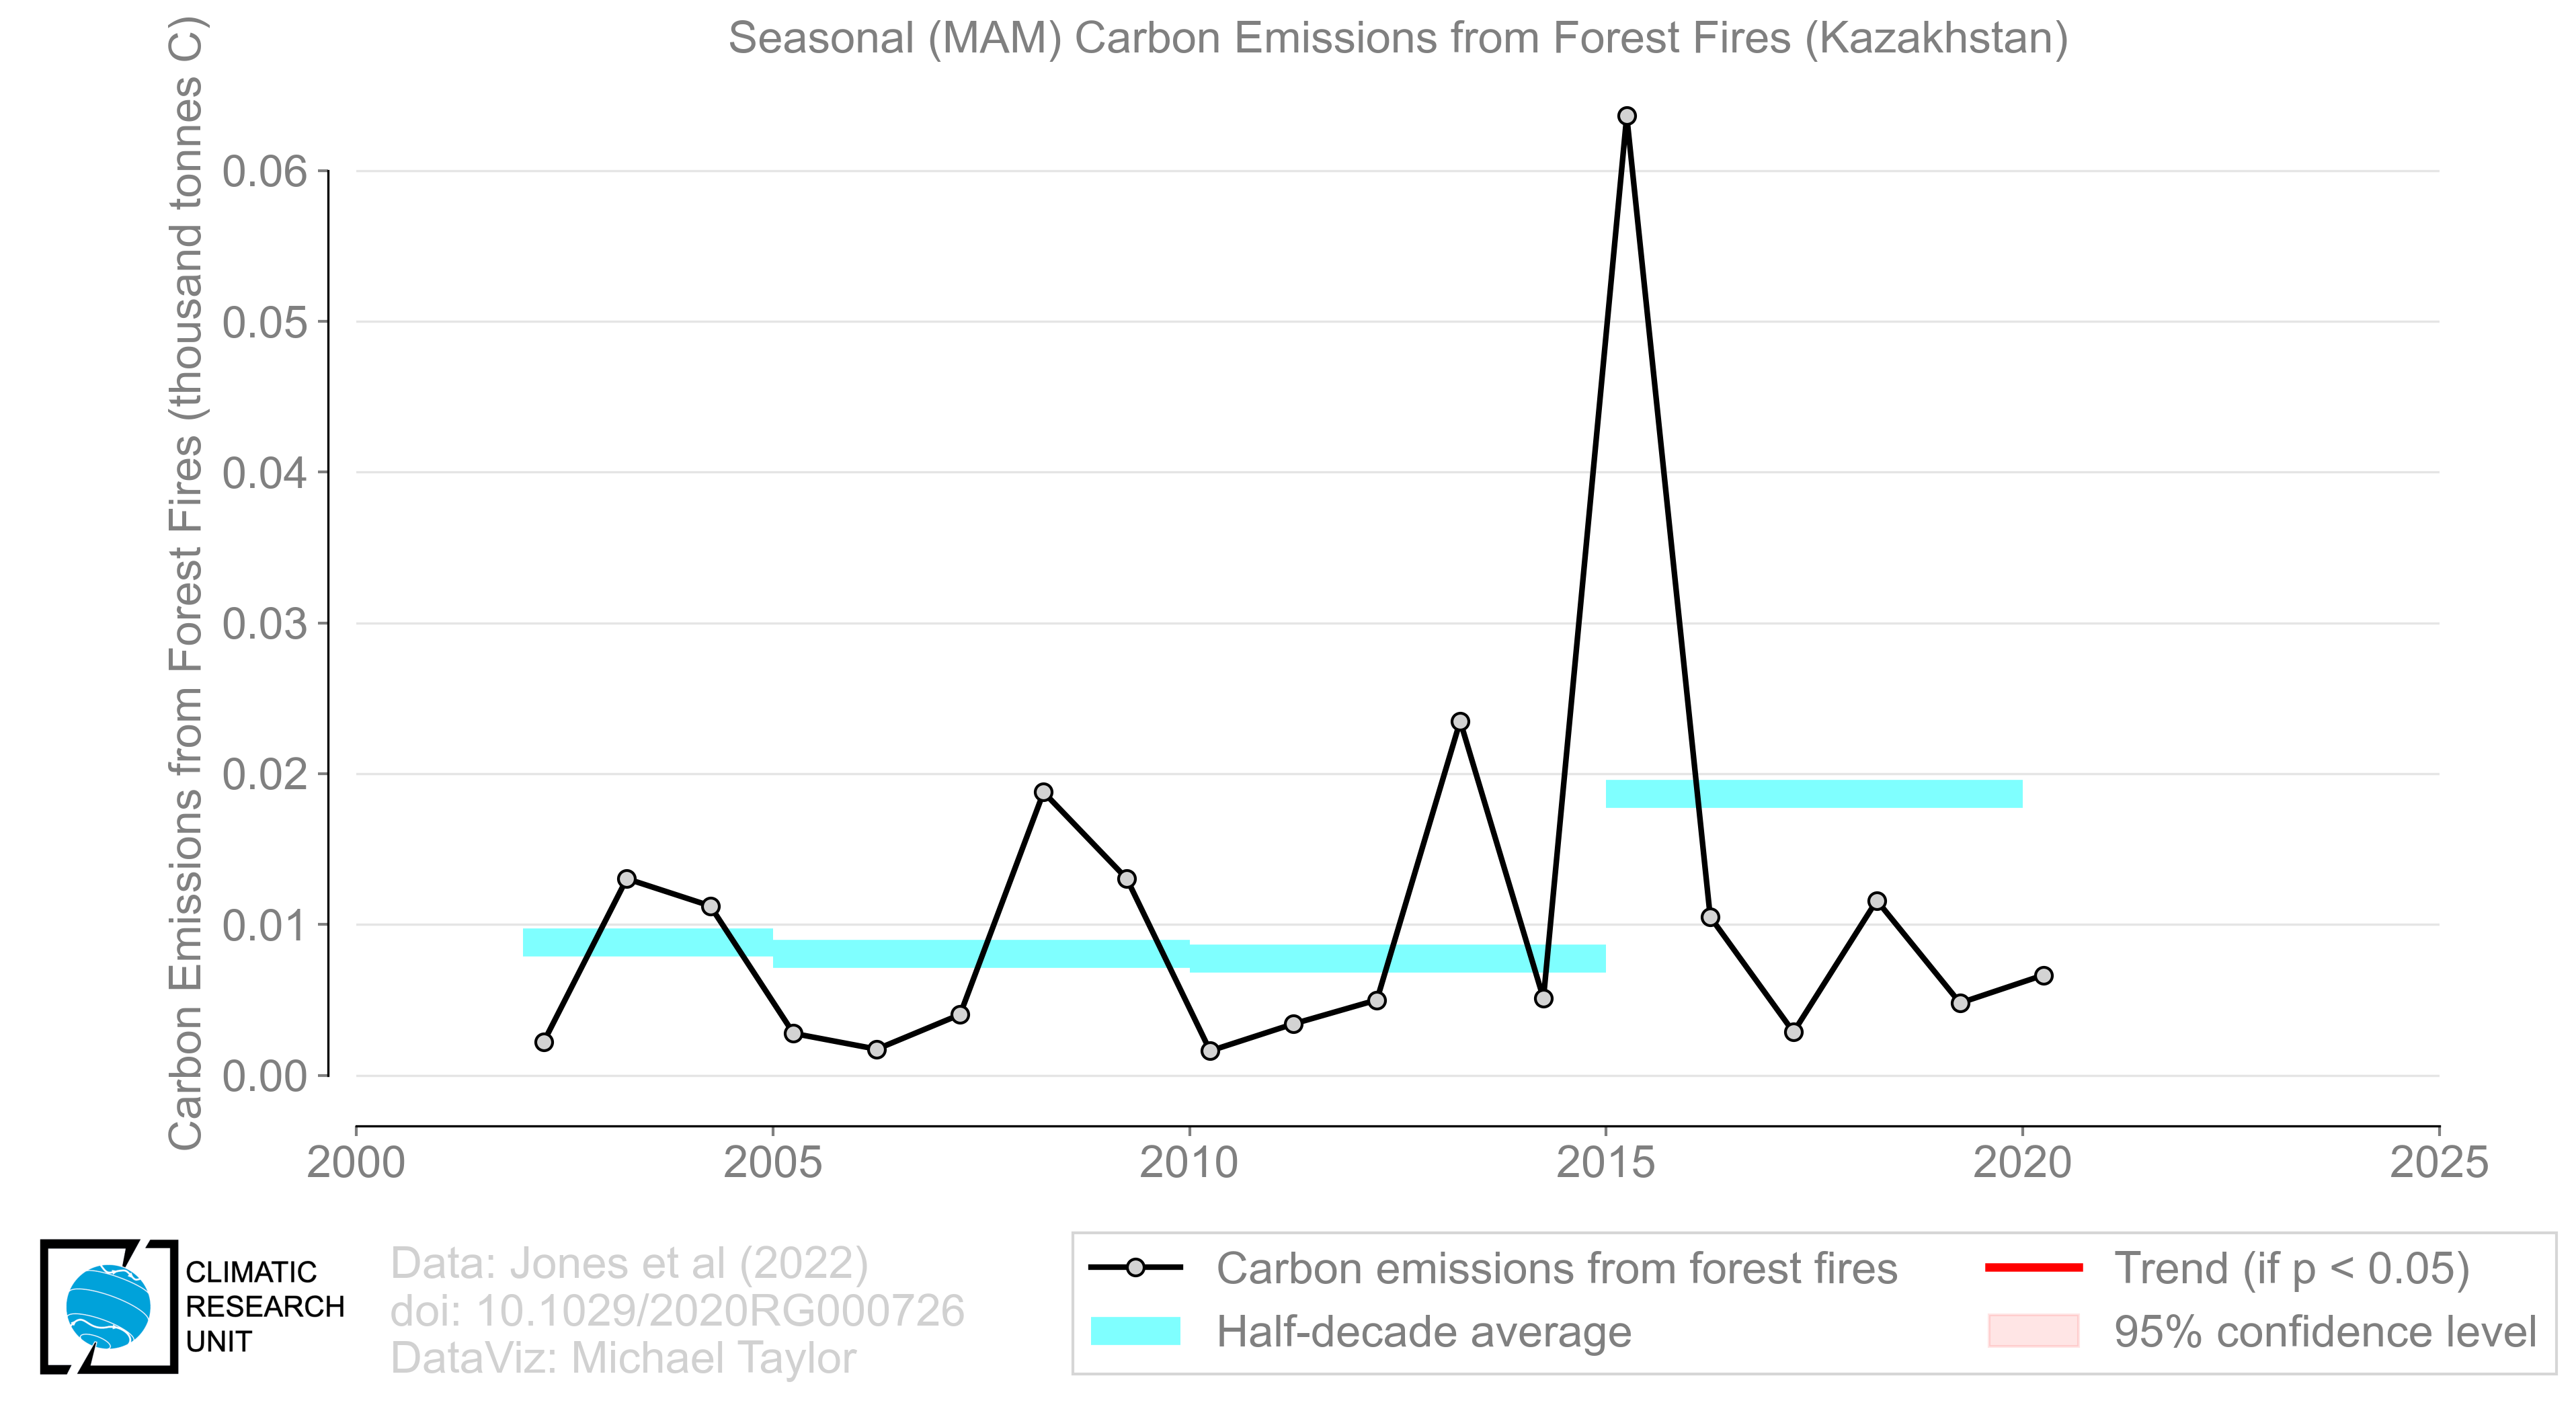 Seasonal (MAM) Carbon Emissions from Forest Fires (Kazakhstan)
Carbon Emissions from Forest Fires (thousand tonnes C)
0.06
0.05
0.04
0.03
0.02
0.01
0.00
2000 2005 2010 2015 2020 2025
CLIMATIC
RESEARCH
UNIT
Data: Jones et al (2022)
doi: 10.1029/2020RG000726
DataViz: Michael Taylor
Carbon emissions from forest fires
Half-decade average
Trend (if p < 0.05)
95% confidence level